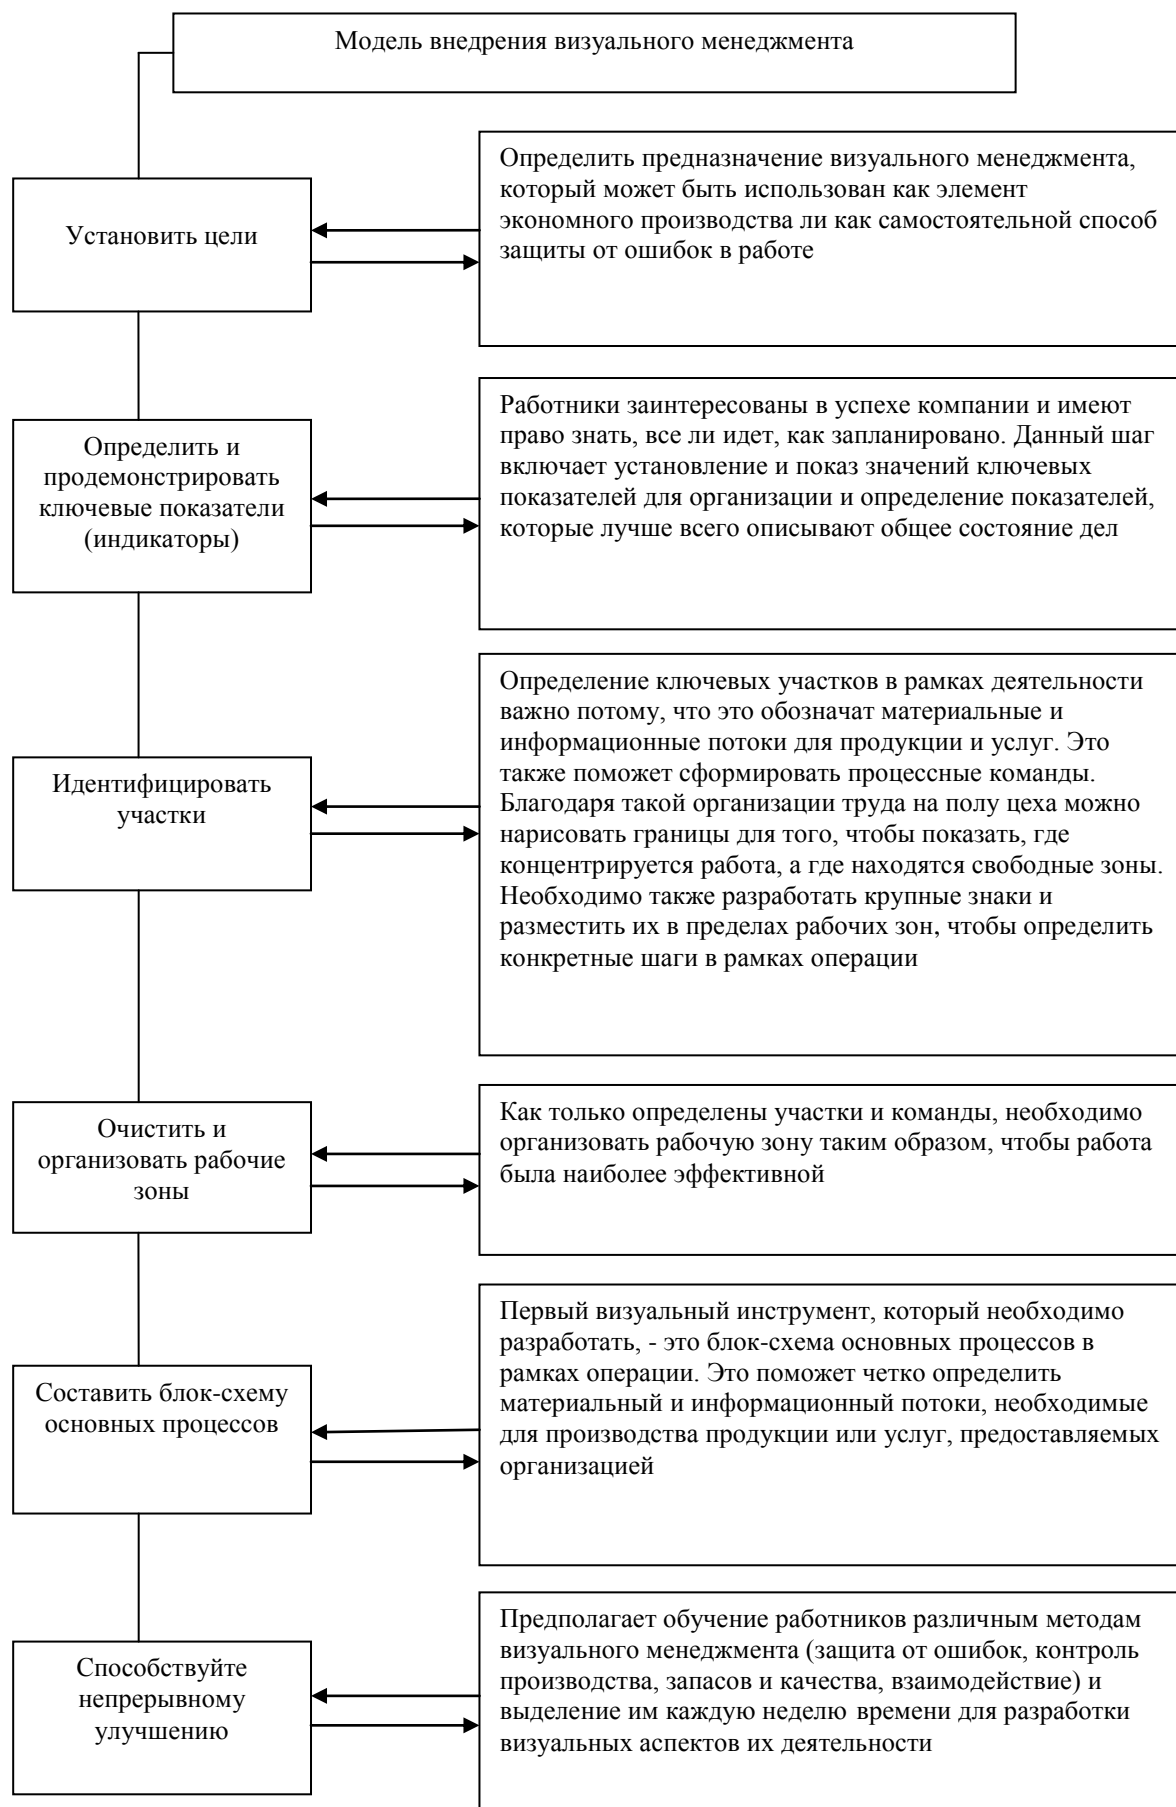 Модель внедрения визуального менеджмента
Установить цели
Определить предназначение визуального менеджмента,
который может быть использован как элемент
экономного производства ли как самостоятельной способ
защиты от ошибок в работе
Определить и
продемонстрировать
ключевые показатели
(индикаторы)
Работники заинтересованы в успехе компании и имеют
право знать, все ли идет, как запланировано. Данный шаг
включает установление и показ значений ключевых
показателей для организации и определение показателей,
которые лучше всего описывают общее состояние дел
Идентифицировать
участки
Определение ключевых участков в рамках деятельности
важно потому, что это обозначат материальные и
информационные потоки для продукции и услуг. Это
также поможет сформировать процессные команды.
Благодаря такой организации труда на полу цеха можно
нарисовать границы для того, чтобы показать, где
концентрируется работа, а где находятся свободные зоны.
Необходимо также разработать крупные знаки и
разместить их в пределах рабочих зон, чтобы определить
конкретные шаги в рамках операции
Очистить и
организовать рабочие
зоны
Как только определены участки и команды, необходимо
организовать рабочую зону таким образом, чтобы работа
была наиболее эффективной
Составить блок-схему
основных процессов
Первый визуальный инструмент, который необходимо
разработать, - это блок-схема основных процессов в
рамках операции. Это поможет четко определить
материальный и информационный потоки, необходимые
для производства продукции или услуг, предоставляемых
организацией
Способствуйте
непрерывному
улучшению
Предполагает обучение работников различным методам
визуального менеджмента (защита от ошибок, контроль
производства, запасов и качества, взаимодействие) и
выделение им каждую неделю времени для разработки
визуальных аспектов их деятельности